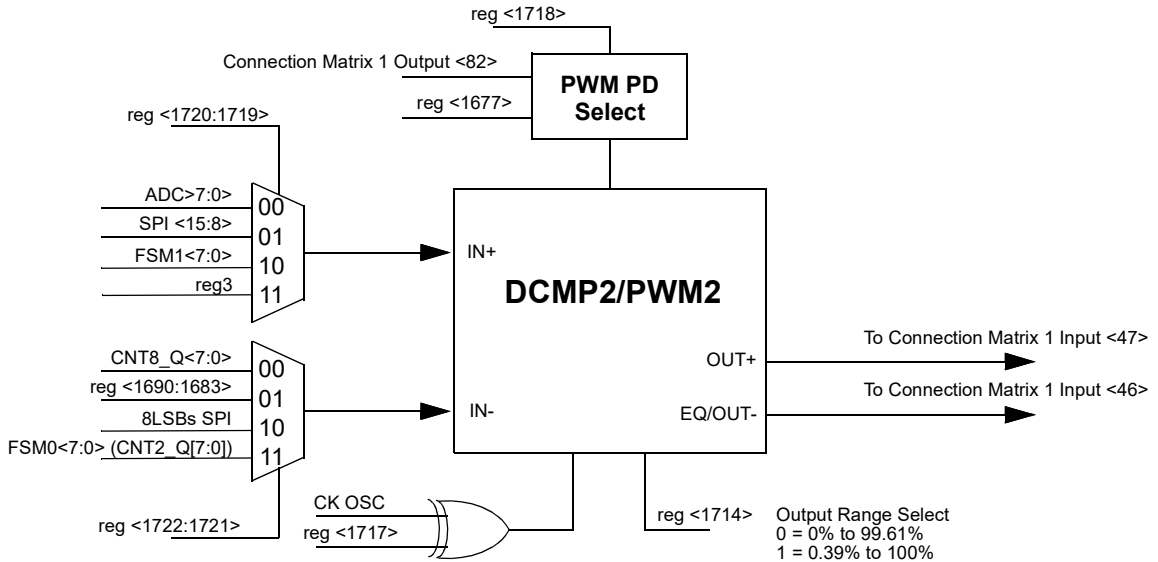 reg <1718>
Connection Matrix 1 Output <82>
reg <1677>
PWM PD
Select
reg <1720:1719>
ADC>7:0>
SPI <15:8>
FSM1<7:0>
reg3
00
01
10
11
IN+
DCMP2/PWM2
CNT8_Q<7:0>
reg <1690:1683>
8LSBs SPI
FSM0<7:0> (CNT2_Q[7:0])
00
01
10
11
IN-
OUT+
EQ/OUT-
To Connection Matrix 1 Input <47>
To Connection Matrix 1 Input <46>
reg <1722:1721>
CK OSC
reg <1717>
reg <1714>
Output Range Select
0 = 0% to 99.61%
1 = 0.39% to 100%